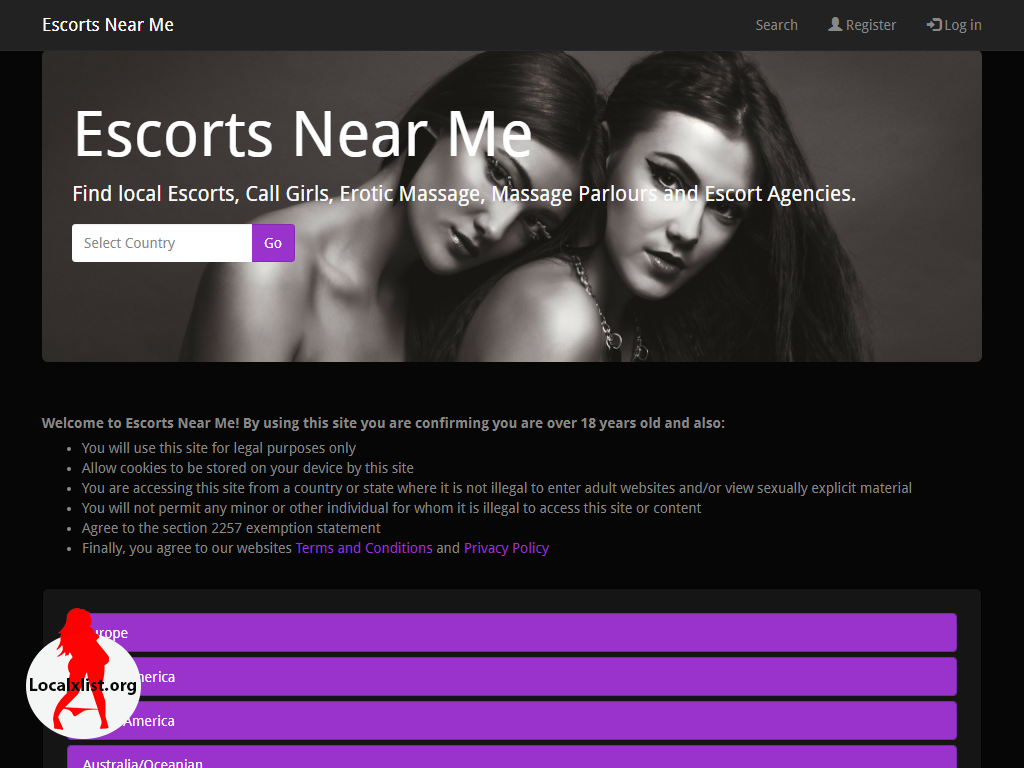 Escorts Near Me
Search
Register
Log in
Escorts Near Me
Find local Escorts, Call Girls, Erotic Massage, Massage Parlours and Escort Agencies.
Select Country
Go
Welcome to Escorts Near Me! By using this site you are confirming you are over 18 years old and also:
You will use this site for legal purposes only
Allow cookies to be stored on your device by this site
You are accessing this site from a country or state where it is not illegal to enter adult websites and/or view sexually explicit material
You will not permit any minor or other individual for whom it is illegal to access this site or content
Agree to the section 2257 exemption statement
Finally, you agree to our websites Terms and Conditions and Privacy Policy
Localxlist.org
America
Australia/Oceanian